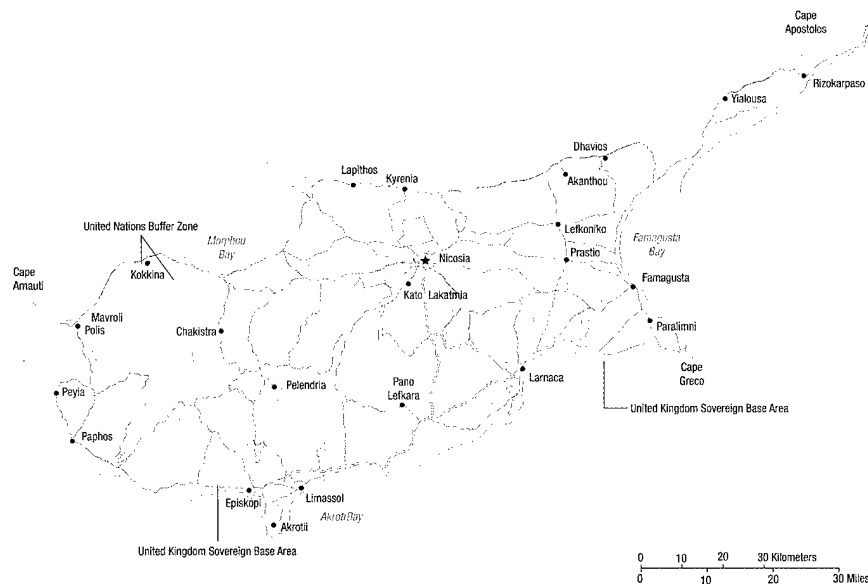 Cape
Apostolos
Rizokarpaso
Yialousa
Dhavios
Lapithos
Kyrenia
Akanthou
United Nations Buffer Zone
Morphou
Bay
Lefkoniko
Famagusta
Bay
Nicosia
Prastio
Kokkina
Cape
Arnauti
Famagusta
Kato Lakatmia
Mavroli
Polis
Chakistra
Paralimni
Cape
Greco
Larnaca
Pelendria
Pano
Lefkara
Peyia
United Kingdom Sovereign Base Area
Paphos
Episkopi
Limassol
Akrotiri Bay
Akrotii
United Kingdom Sovereign Base Area
0 10 20 30 Kilometers
0 10 20 30 Miles